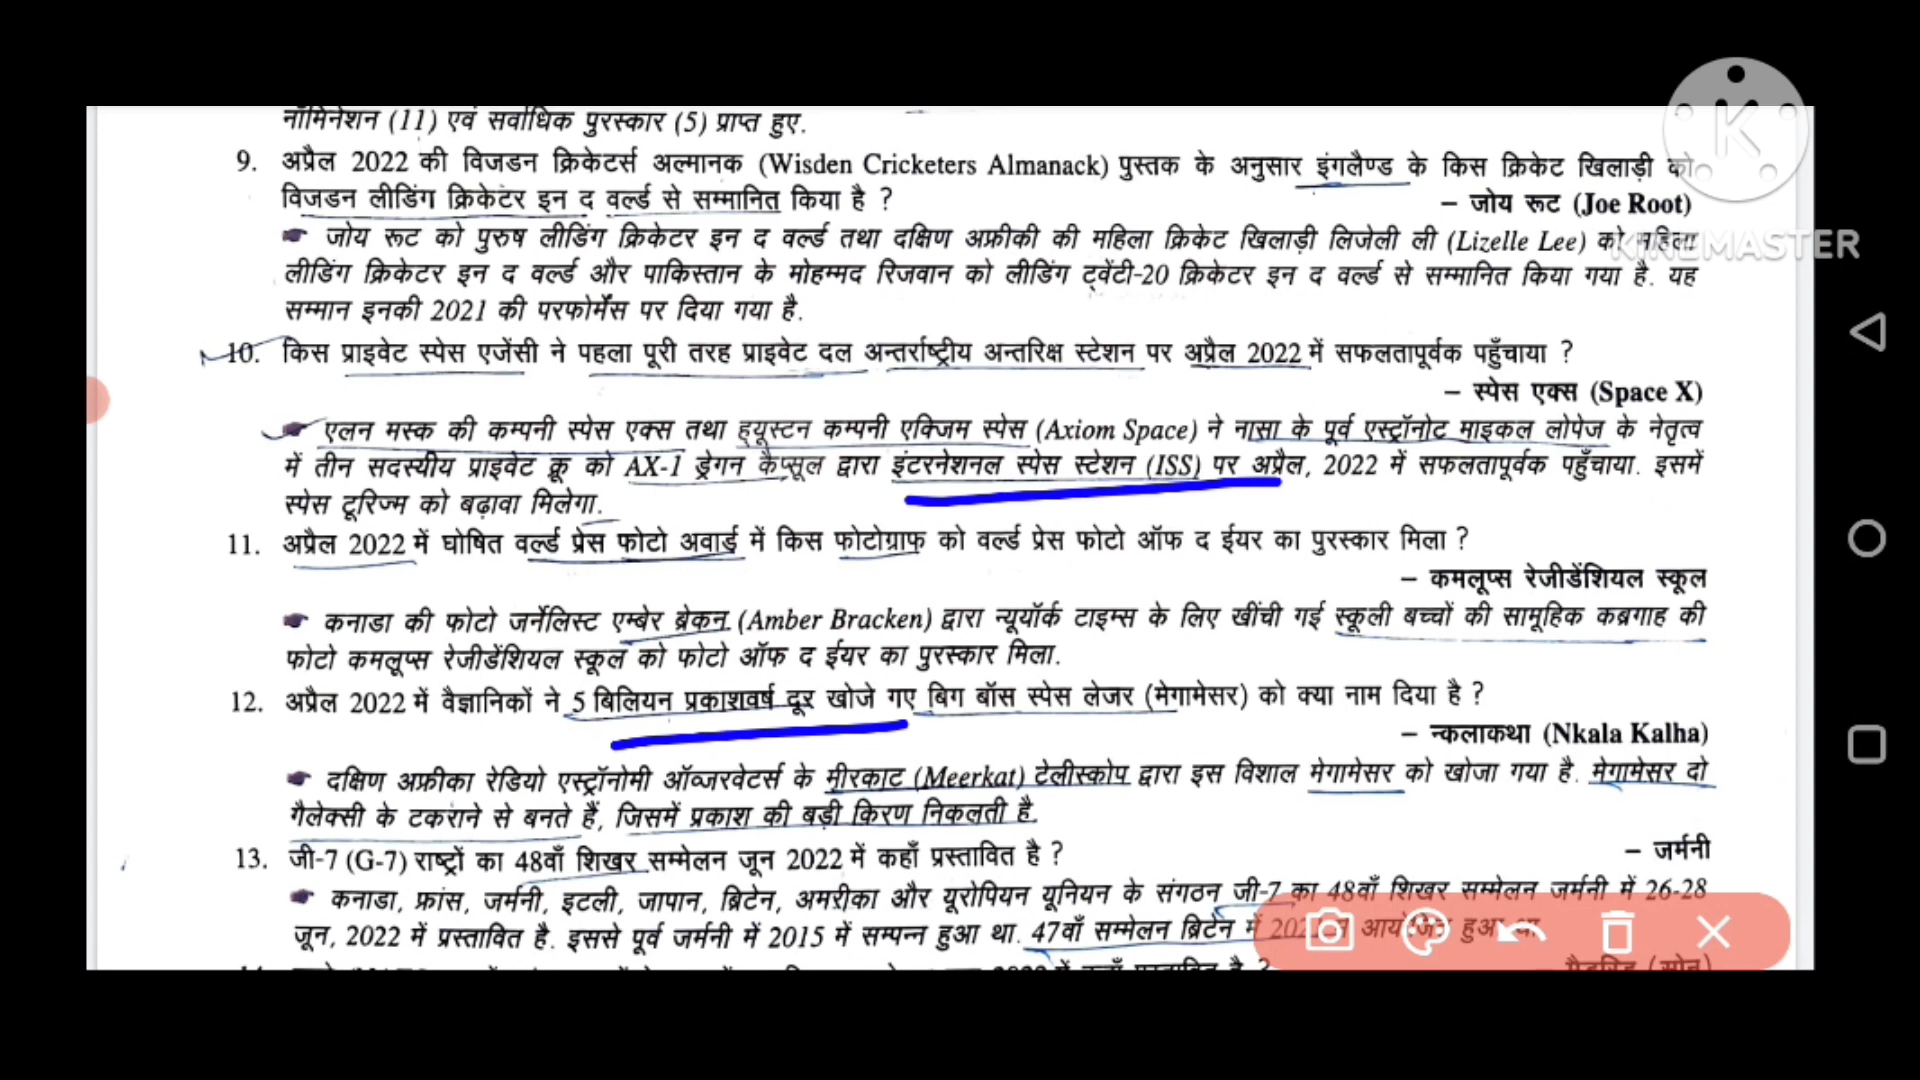 नॉमिनेशन (11) एवं सर्वाधिक पुरस्कार (5) प्राप्त हुए.
9. अप्रैल 2022 की विजडन क्रिकेटर्स अल्मानक (Wisden Cricketers Almanack) पुस्तक के अनुसार इंगलैण्ड के किस क्रिकेट खिलाड़ी को
विजडन लीडिंग क्रिकेटर इन द वर्ल्ड से सम्मानित किया है ?
– जोय रूट (Joe Root)
जोय रूट को पुरुष लीडिंग क्रिकेटर इन द वर्ल्ड तथा दक्षिण अफ्रीकी की महिला क्रिकेट खिलाड़ी लिजेली ली (Lizelle Lee) को महिला
लीडिंग क्रिकेटर इन द वर्ल्ड और पाकिस्तान के मोहम्मद रिजवान को लीडिंग ट्वेंटी-20 क्रिकेटर इन द वर्ल्ड से सम्मानित किया गया है. यह
सम्मान इनकी 2021 की परफोर्मेंस पर दिया गया है.
10. किस प्राइवेट स्पेस एजेंसी ने पहला पूरी तरह प्राइवेट दल अन्तर्राष्ट्रीय अन्तरिक्ष स्टेशन पर अप्रैल 2022 में सफलतापूर्वक पहुँचाया ?
– स्पेस एक्स (Space X)
एलन मस्क की कम्पनी स्पेस एक्स तथा ह्यूस्टन कम्पनी एक्जिम स्पेस (Axiom Space) ने नासा के पूर्व एस्ट्रॉनोट माइकल लोपेज के नेतृत्व
में तीन सदस्यीय प्राइवेट क्रू को AX-1 ड्रेगन कैप्सूल द्वारा इंटरनेशनल स्पेस स्टेशन (ISS) पर अप्रैल, 2022 में सफलतापूर्वक पहुँचाया. इसमें
स्पेस टूरिज्म को बढ़ावा मिलेगा.
11. अप्रैल 2022 में घोषित वर्ल्ड प्रेस फोटो अवार्ड में किस फोटोग्राफ को वर्ल्ड प्रेस फोटो ऑफ द ईयर का पुरस्कार मिला ?
– कमलूप्स रेजीडेंशियल स्कूल
कनाडा की फोटो जर्नेलिस्ट एम्बेर ब्रेकन (Amber Bracken) द्वारा न्यूयॉर्क टाइम्स के लिए खींची गई स्कूली बच्चों की सामूहिक कब्रगाह की
फोटो कमलूप्स रेजीडेंशियल स्कूल को फोटो ऑफ द ईयर का पुरस्कार मिला.
12. अप्रैल 2022 में वैज्ञानिकों ने 5 बिलियन प्रकाशवर्ष दूर खोजे गए बिग बॉस स्पेस लेजर (मेगामेसर) को क्या नाम दिया है ?
– न्कलाकथा (Nkala Kalha)
दक्षिण अफ्रीका रेडियो एस्ट्रॉनोमी ऑब्जरवेटर्स के मीरकाट (Meerkat) टेलीस्कोप द्वारा इस विशाल मेगामेसर को खोजा गया है. मेगामेसर दो
गैलेक्सी के टकराने से बनते हैं, जिसमें प्रकाश की बड़ी किरण निकलती है.
13. जी-7 (G-7) राष्ट्रों का 48वाँ शिखर सम्मेलन जून 2022 में कहाँ प्रस्तावित है ?
– जर्मनी
कनाडा, फ्रांस, जर्मनी, इटली, जापान, ब्रिटेन, अमरीका और यूरोपियन यूनियन के संगठन जी-7 का 48वाँ शिखर सम्मेलन जर्मनी में 26-28
जून, 2022 में प्रस्तावित है. इससे पूर्व जर्मनी में 2015 में सम्पन्न हुआ था. 47वाँ सम्मेलन ब्रिटेन में
में कहाँ प्रस्तावित है ?
मैडरिड (स्पेन)
KINEMASTER